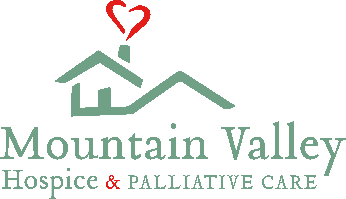 Mountain Valley
Hospice & PALLIATIVE CARE